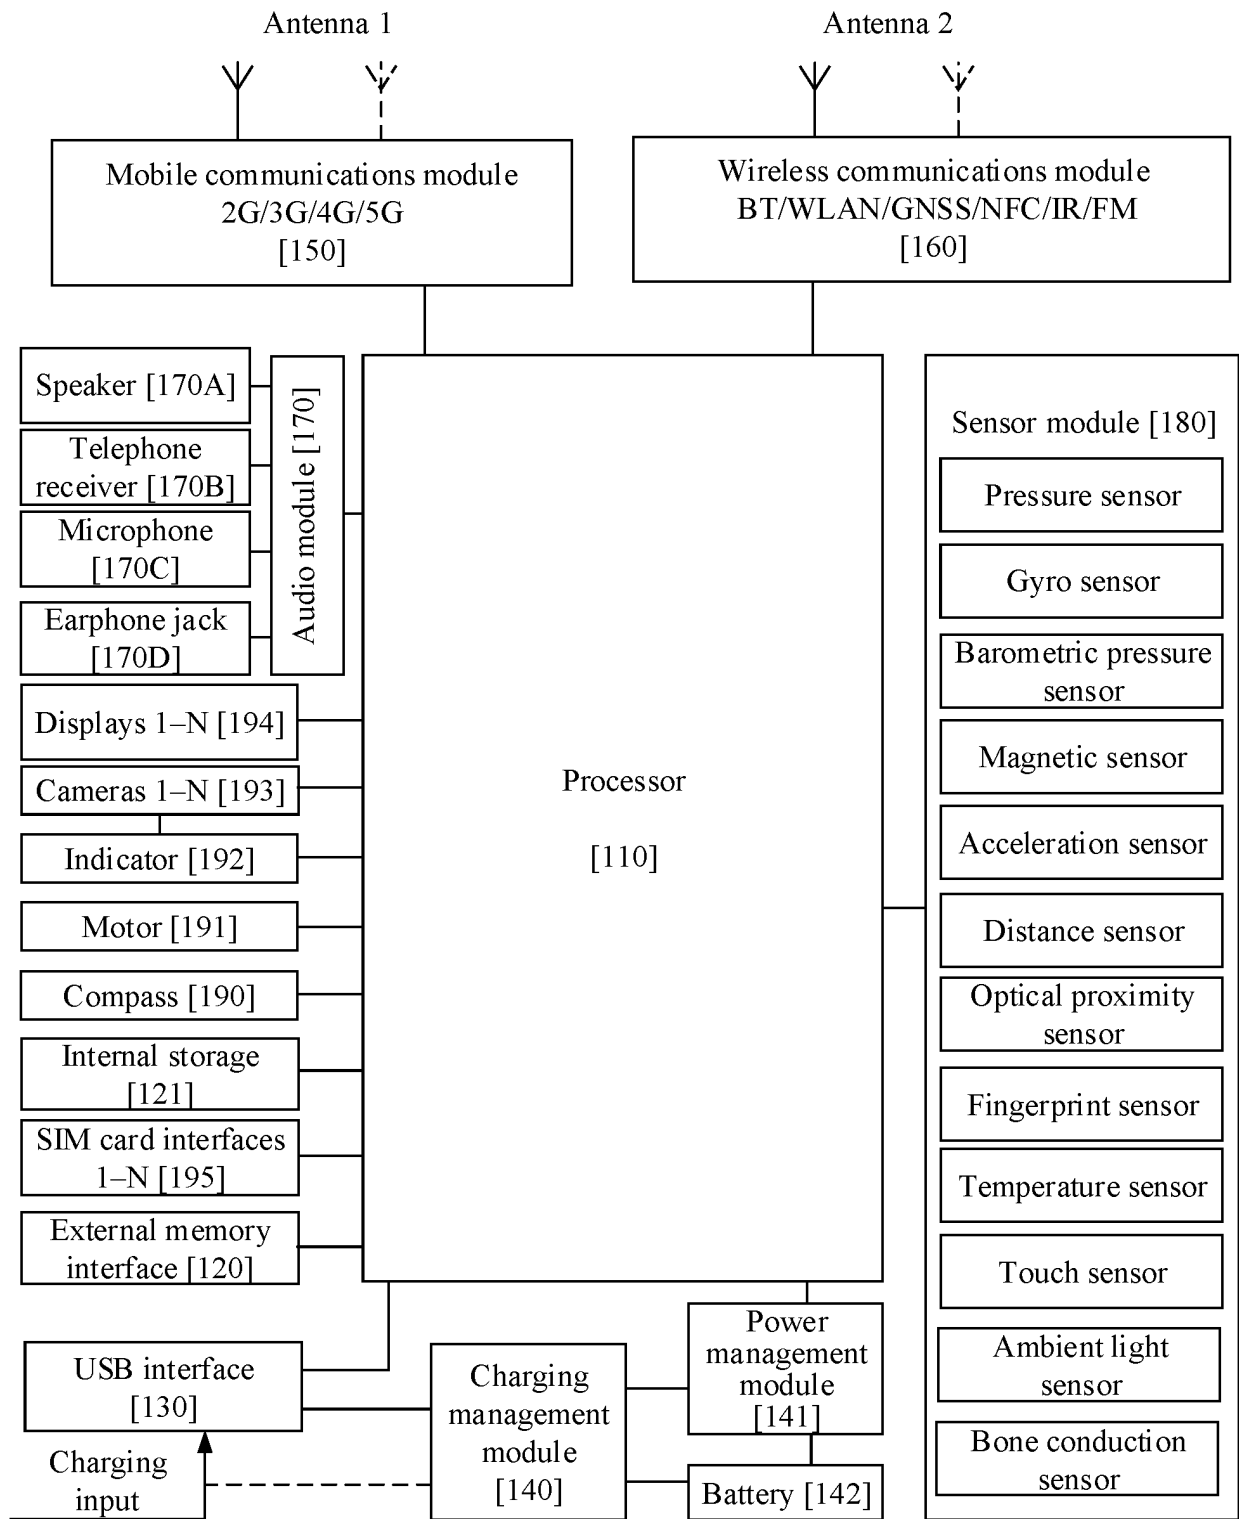 Antenna 1
Antenna 2
Mobile communications module
2G/3G/4G/5G
[150]
Wireless communications module
BT/WLAN/GNSS/NFC/IR/FM
[160]
Speaker [170A]
Telephone
receiver [170B]
Microphone
[170C]
Earphone jack
[170D]
Audio module [170]
Displays 1–N [194]
Cameras 1–N [193]
Indicator [192]
Motor [191]
Compass [190]
Internal storage
[121]
SIM card interfaces
1–N [195]
External memory
interface [120]
Processor
[110]
Sensor module [180]
Pressure sensor
Gyro sensor
Barometric pressure
sensor
Magnetic sensor
Acceleration sensor
Distance sensor
Optical proximity
sensor
Fingerprint sensor
Temperature sensor
Touch sensor
Ambient light
sensor
Bone conduction
sensor
USB interface
[130]
Charging
input
Charging
management
module
[140]
Power
management
module
[141]
Battery [142]